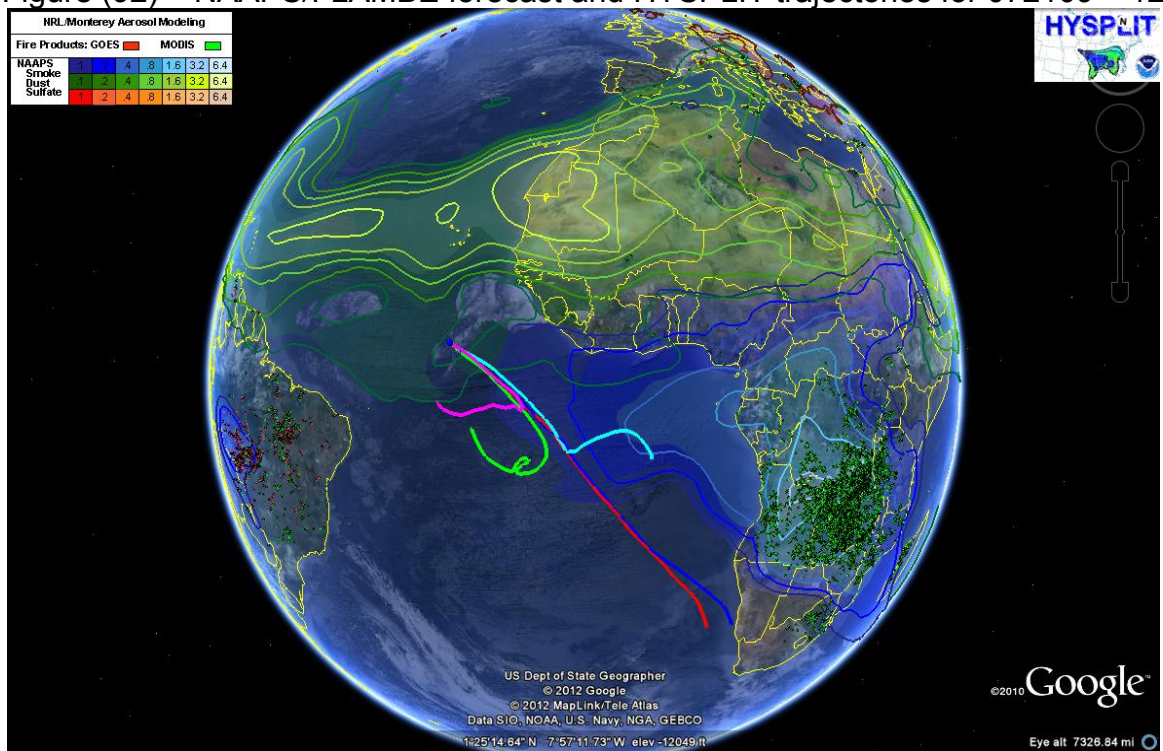 NRL/Monterey Aerosol Modeling
Fire Products: GOES MODIS
NAAPS
Smoke .1 .2 .4 .8 1.6 3.2 6.4
Dust .1 .2 .4 .8 1.6 3.2 6.4
Sulfate .1 .2 .4 .8 1.6 3.2 6.4
HYSPLIT
N
NOAA
US Dept of State Geographer
© 2012 Google
© 2012 MapLink/Tele Atlas
Data SIO, NOAA, U.S. Navy, NGA, GEBCO
1°25'14.64" N 7°57'11.73" W elev -12049 ft
©2010 Google™
Eye alt 7326.84 mi